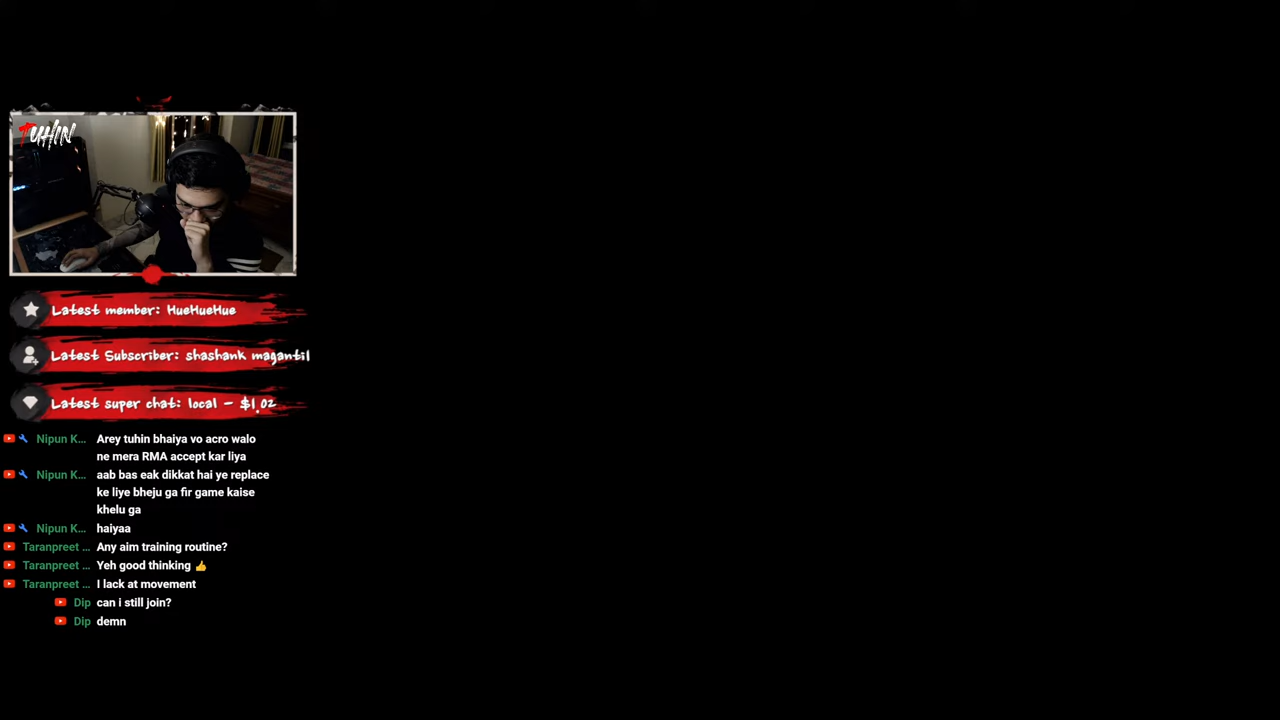 TUHIN
Latest member: HueHueHue
Latest Subscriber: shashank magantil
Latest super chat: local - $1.02
Nipun K... Arey tuhin bhaiya vo acro walo
ne mera RMA accept kar liya
Nipun K... aab bas eak dikkat hai ye replace
ke liye bheju ga fir game kaise
khelu ga
Nipun K... haiyaa
Taranpreet ... Any aim training routine?
Taranpreet ... Yeh good thinking 👍
Taranpreet ... I lack at movement
Dip can i still join?
Dip demn